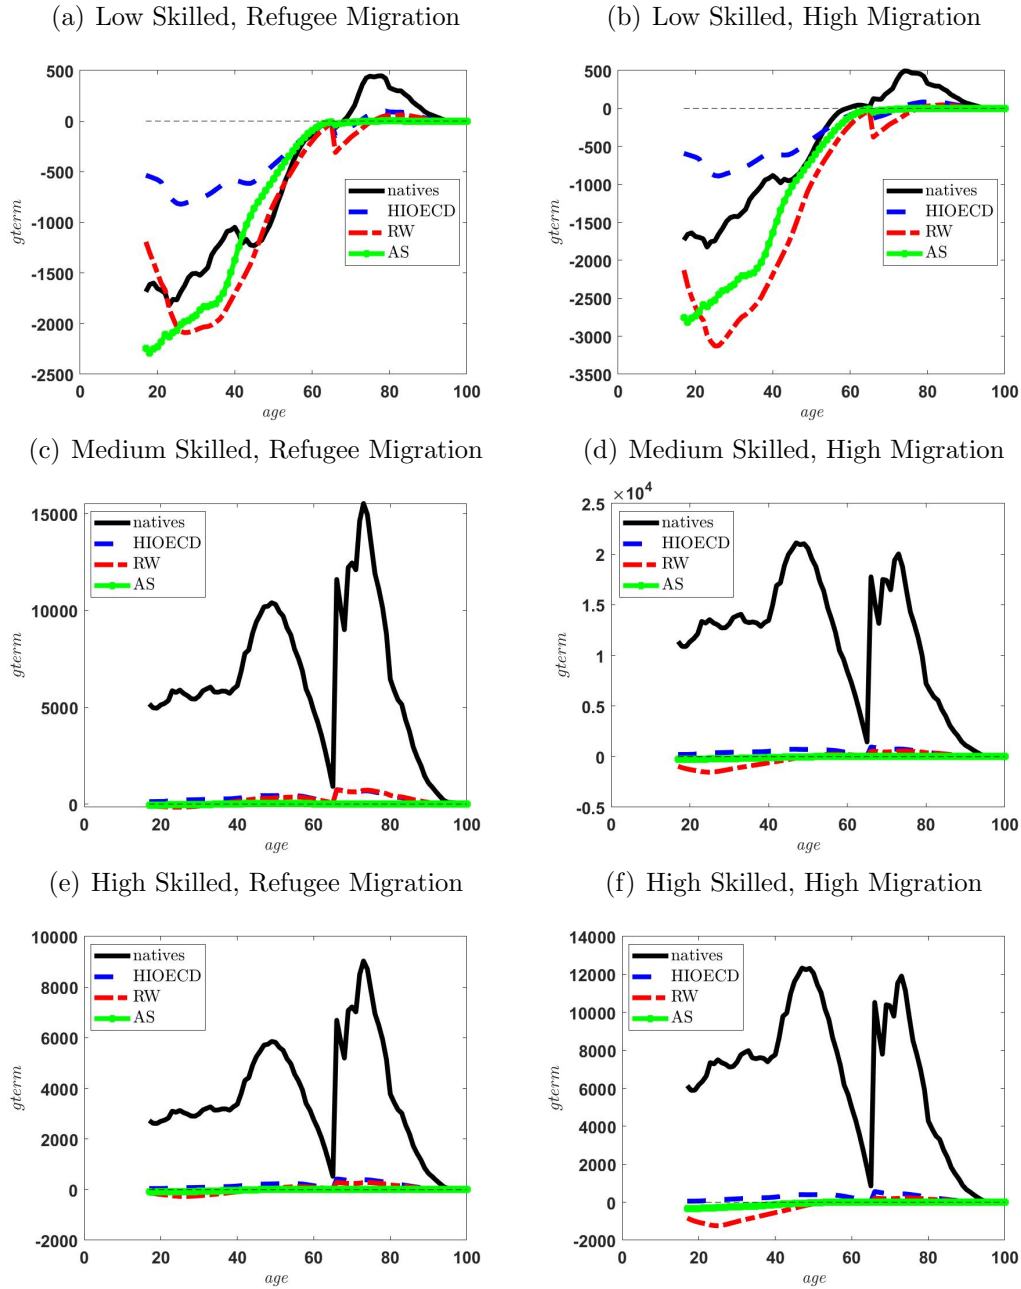 (a) Low Skilled, Refugee Migration
(b) Low Skilled, High Migration
500
0
-500
-1000
-1500
-2000
-2500
gterm
natives
HIOECD
RW
AS
0 20 40 60 80 100
age
500
0
-500
-1000
-1500
-2000
-2500
-3000
-3500
gterm
natives
HIOECD
RW
AS
0 20 40 60 80 100
age
(c) Medium Skilled, Refugee Migration
(d) Medium Skilled, High Migration
15000
10000
5000
0
gterm
natives
HIOECD
RW
AS
0 20 40 60 80 100
age
×10⁴
2.5
2
1.5
1
0.5
0
-0.5
gterm
natives
HIOECD
RW
AS
0 20 40 60 80 100
age
(e) High Skilled, Refugee Migration
(f) High Skilled, High Migration
10000
8000
6000
4000
2000
0
-2000
gterm
natives
HIOECD
RW
AS
0 20 40 60 80 100
age
14000
12000
10000
8000
6000
4000
2000
0
-2000
gterm
natives
HIOECD
RW
AS
0 20 40 60 80 100
age